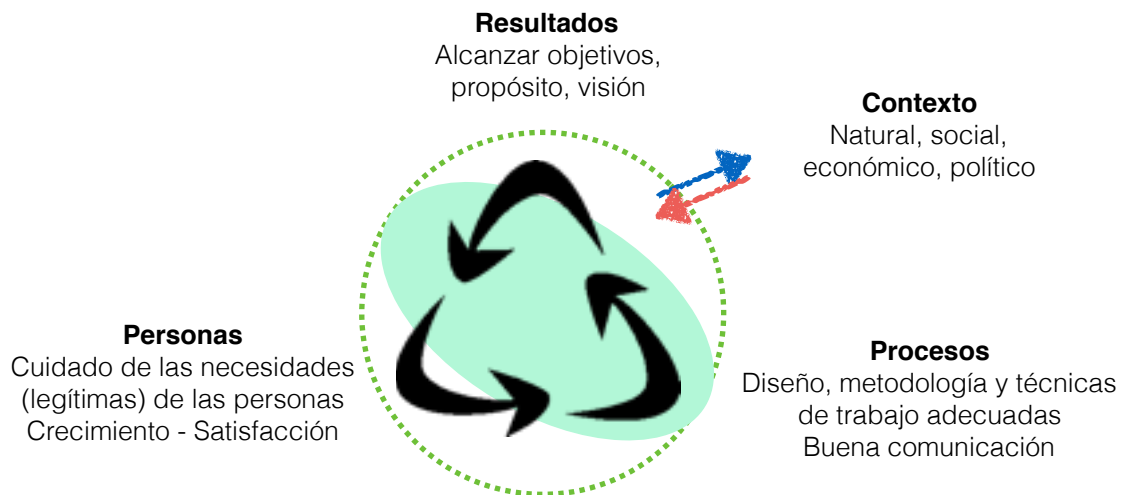 Resultados
Alcanzar objetivos,
propósito, visión
Contexto
Natural, social,
económico, político
Personas
Cuidado de las necesidades
(legítimas) de las personas
Crecimiento - Satisfacción
Procesos
Diseño, metodología y técnicas
de trabajo adecuadas
Buena comunicación